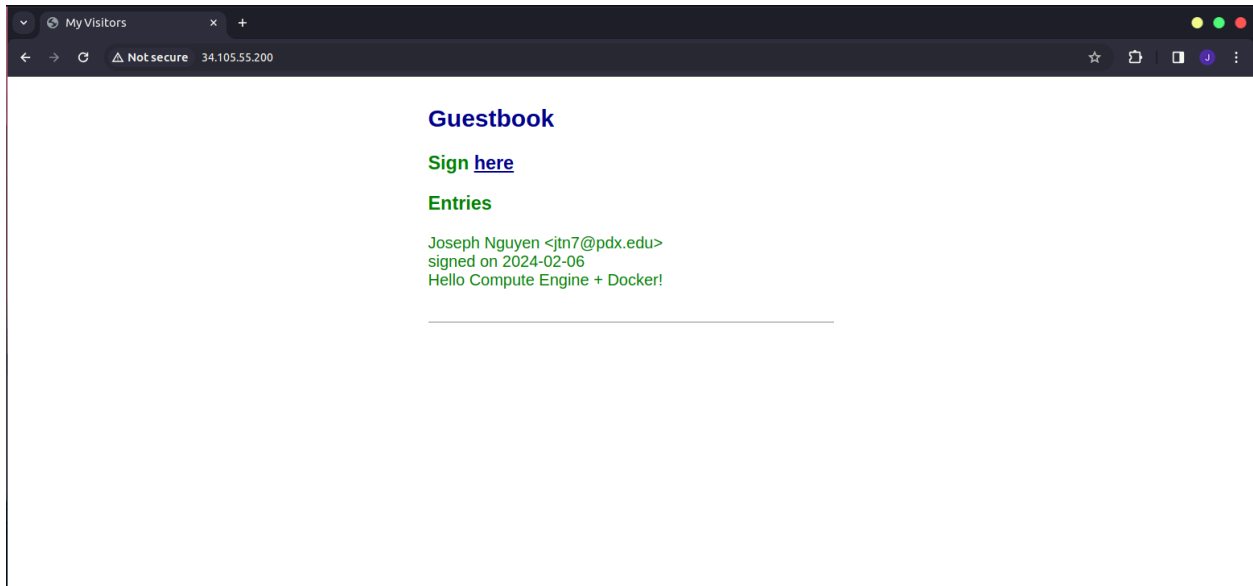 My Visitors
Not secure 34.105.55.200
J
Guestbook
Sign here
Entries
Joseph Nguyen <jtn7@pdx.edu>
signed on 2024-02-06
Hello Compute Engine + Docker!